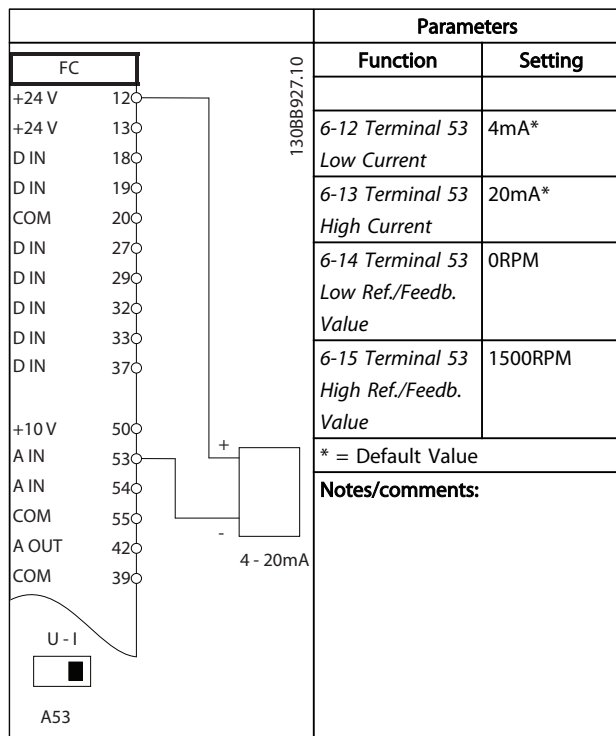 FC
+24 V 12
+24 V 13
D IN 18
D IN 19
COM 20
D IN 27
D IN 29
D IN 32
D IN 33
D IN 37
+10 V 50
A IN 53
A IN 54
COM 55
A OUT 42
COM 39
U - I
A53
+
-
4 - 20mA
130BB927.10
Parameters
Function Setting
6-12 Terminal 53 4mA*
Low Current
6-13 Terminal 53 20mA*
High Current
6-14 Terminal 53 0RPM
Low Ref./Feedb.
Value
6-15 Terminal 53 1500RPM
High Ref./Feedb.
Value
* = Default Value
Notes/comments: